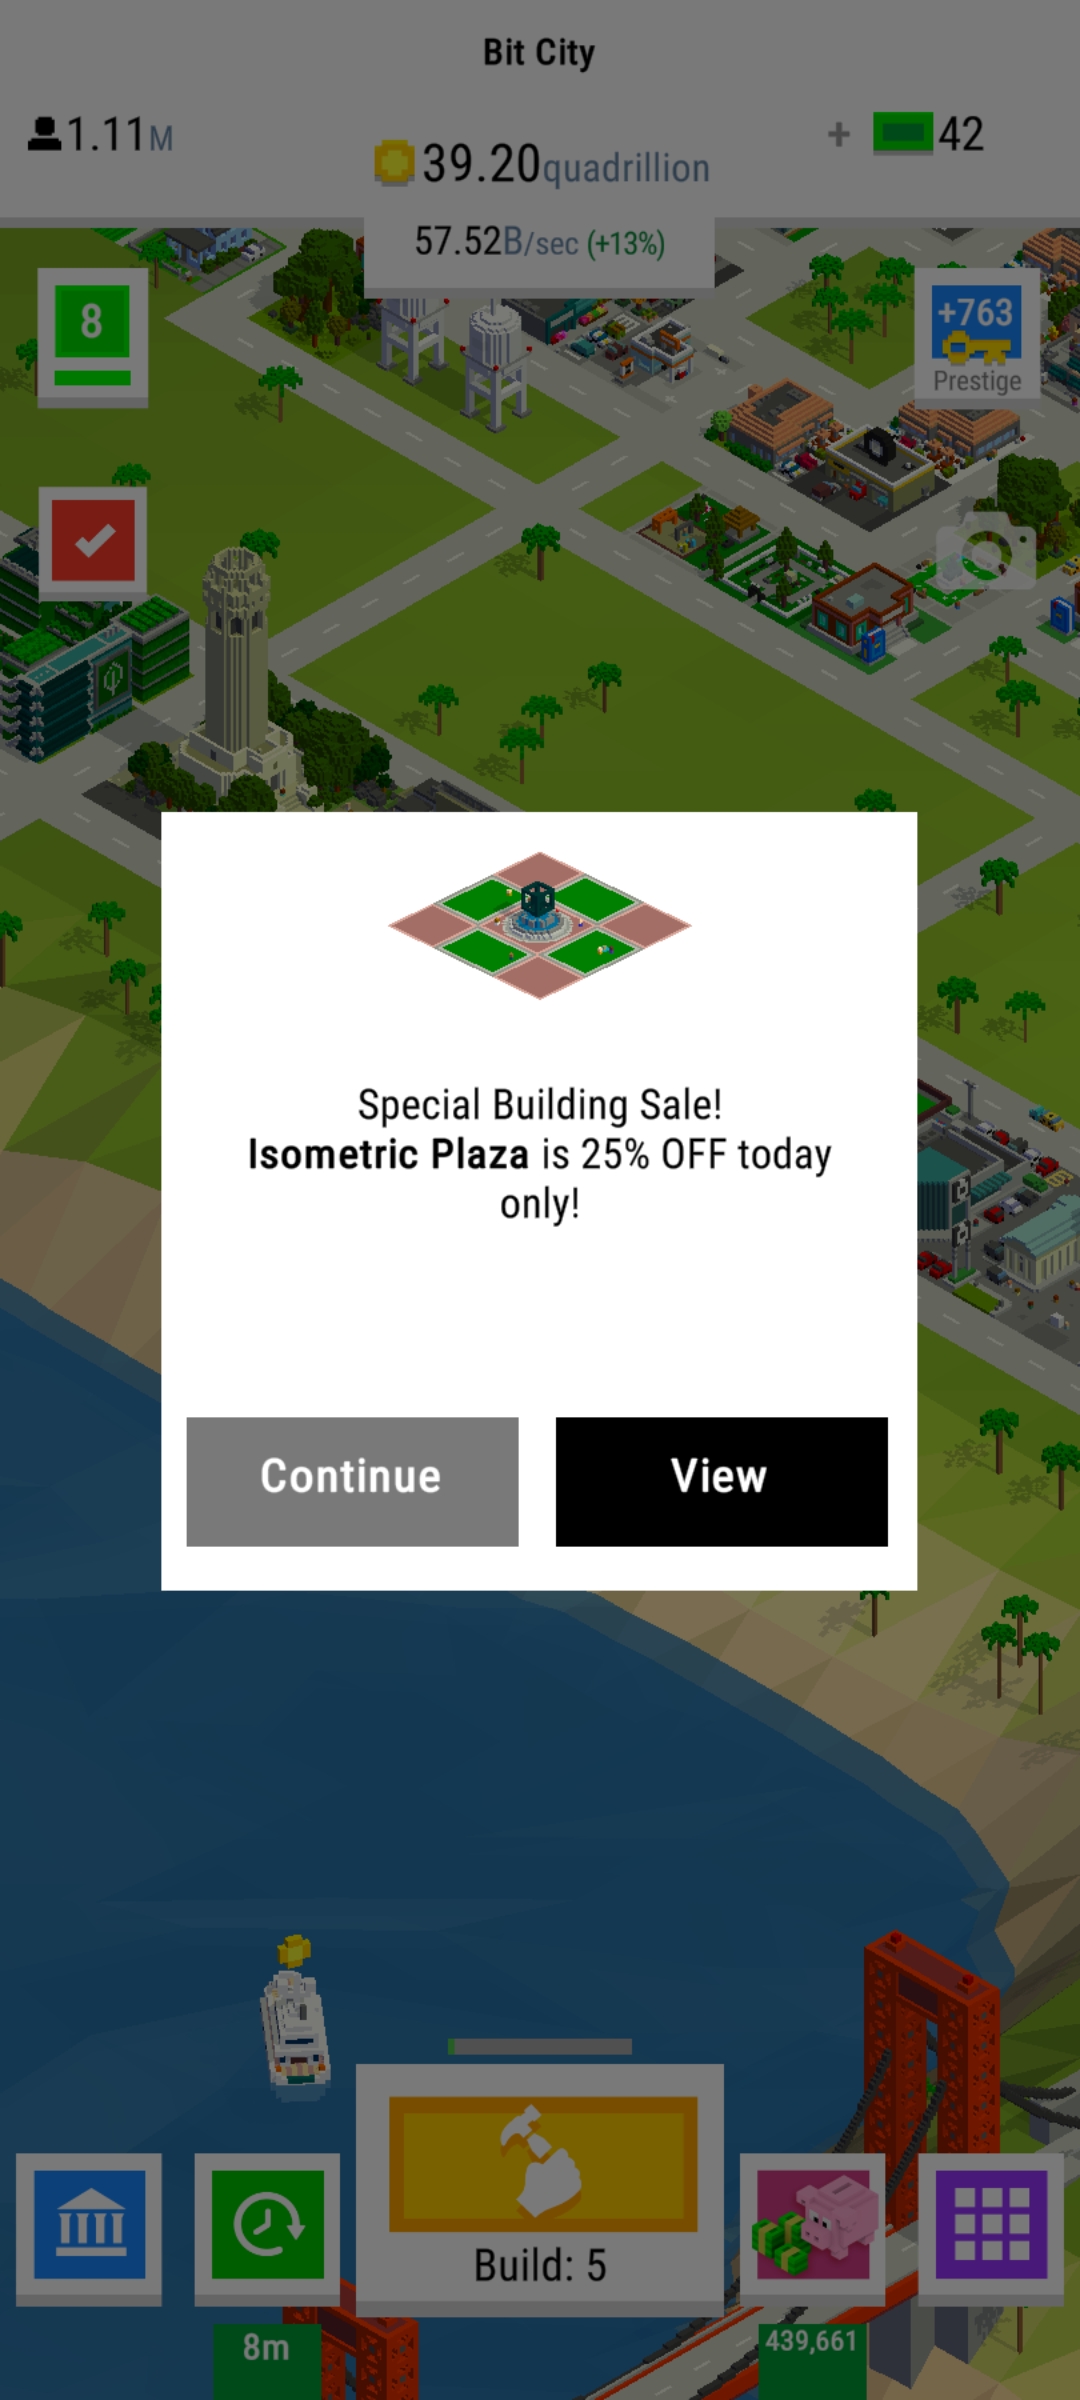 Bit City
1.11M
39.20quadrillion
+ 42
57.52B/sec (+13%)
8
+763
Prestige
Special Building Sale!
Isometric Plaza is 25% OFF today
only!
Continue
View
Build: 5
8m
439,661